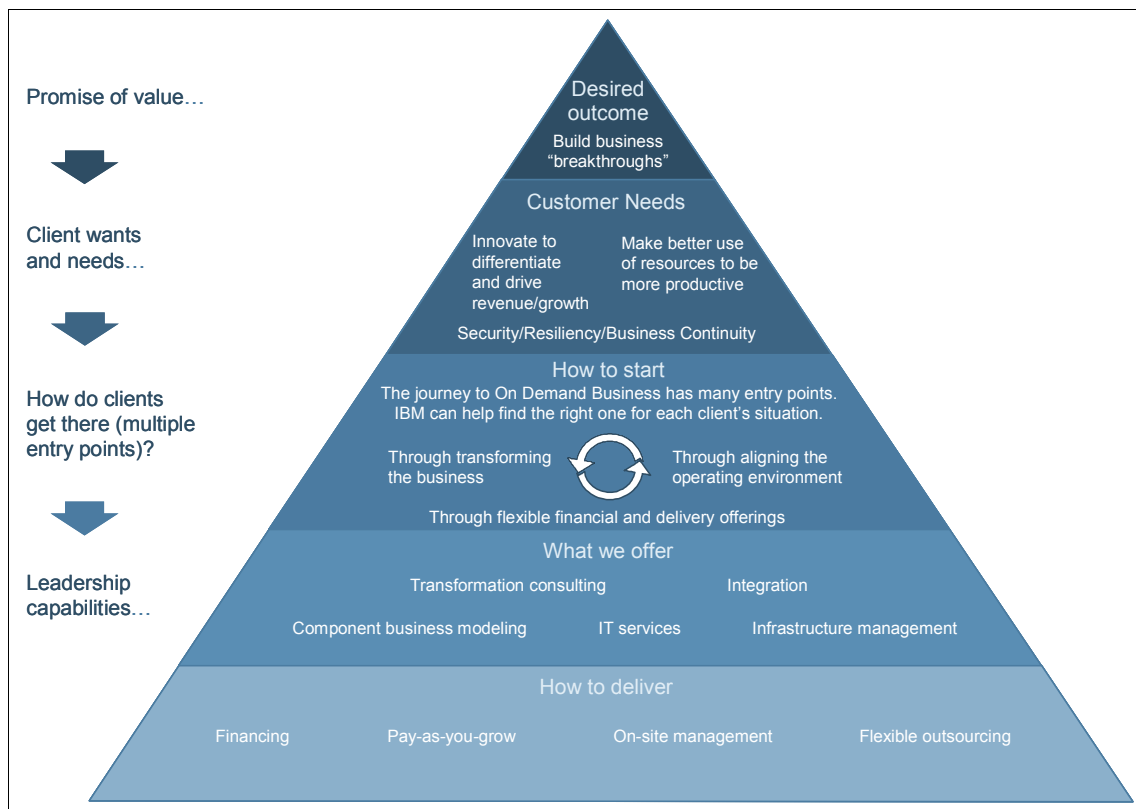 Promise of value…
Client wants
and needs…
How do clients
get there (multiple
entry points)?
Leadership
capabilities…
Desired
outcome
Build business
“breakthroughs”
Customer Needs
Innovate to
differentiate
and drive
revenue/growth
Make better use
of resources to be
more productive
Security/Resiliency/Business Continuity
How to start
The journey to On Demand Business has many entry points.
IBM can help find the right one for each client’s situation.
Through transforming
the business
Through aligning the
operating environment
Through flexible financial and delivery offerings
What we offer
Transformation consulting
Integration
Component business modeling
IT services
Infrastructure management
How to deliver
Financing
Pay-as-you-grow
On-site management
Flexible outsourcing